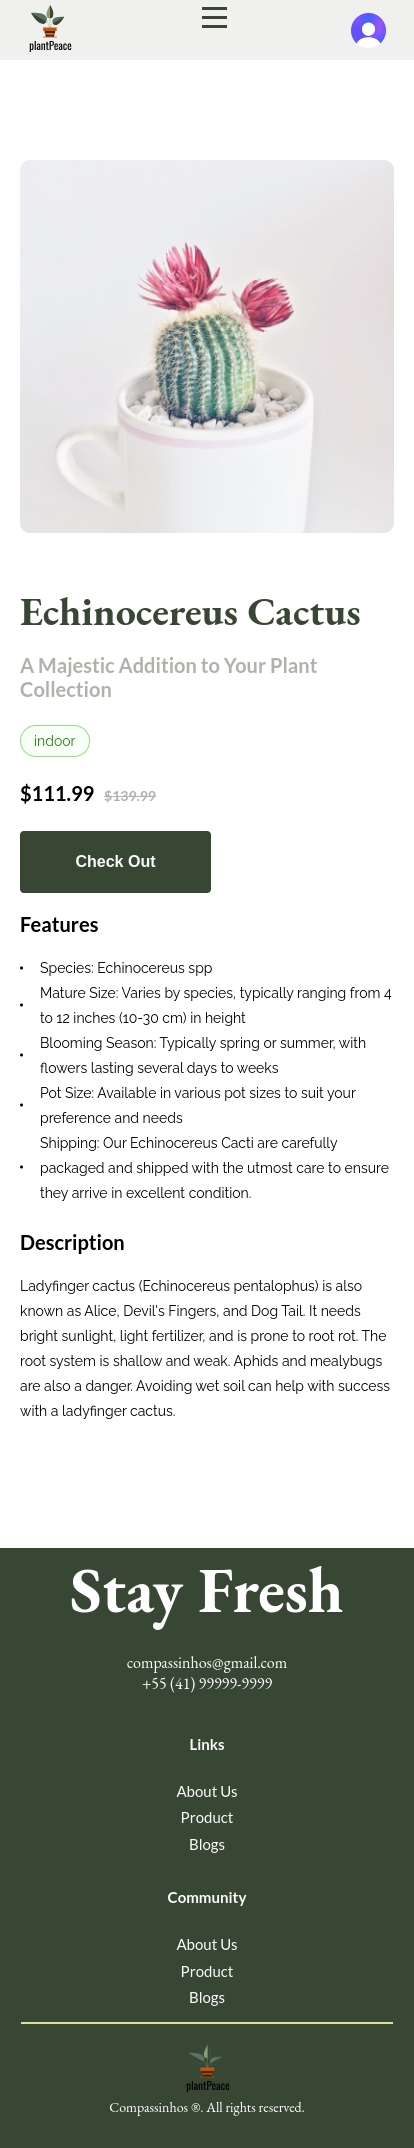 plantPeace
Echinocereus Cactus
A Majestic Addition to Your Plant
Collection
indoor
$111.99 $139.99
Check Out
Features
• Species: Echinocereus spp
• Mature Size: Varies by species, typically ranging from 4
to 12 inches (10-30 cm) in height
• Blooming Season: Typically spring or summer, with
flowers lasting several days to weeks
• Pot Size: Available in various pot sizes to suit your
preference and needs
• Shipping: Our Echinocereus Cacti are carefully
packaged and shipped with the utmost care to ensure
they arrive in excellent condition.
Description
Ladyfinger cactus (Echinocereus pentalophus) is also
known as Alice, Devil's Fingers, and Dog Tail. It needs
bright sunlight, light fertilizer, and is prone to root rot. The
root system is shallow and weak. Aphids and mealybugs
are also a danger. Avoiding wet soil can help with success
with a ladyfinger cactus.
Stay Fresh
compassinhos@gmail.com
+55 (41) 99999-9999
Links
About Us
Product
Blogs
Community
About Us
Product
Blogs
plantPeace
Compassinhos ®. All rights reserved.